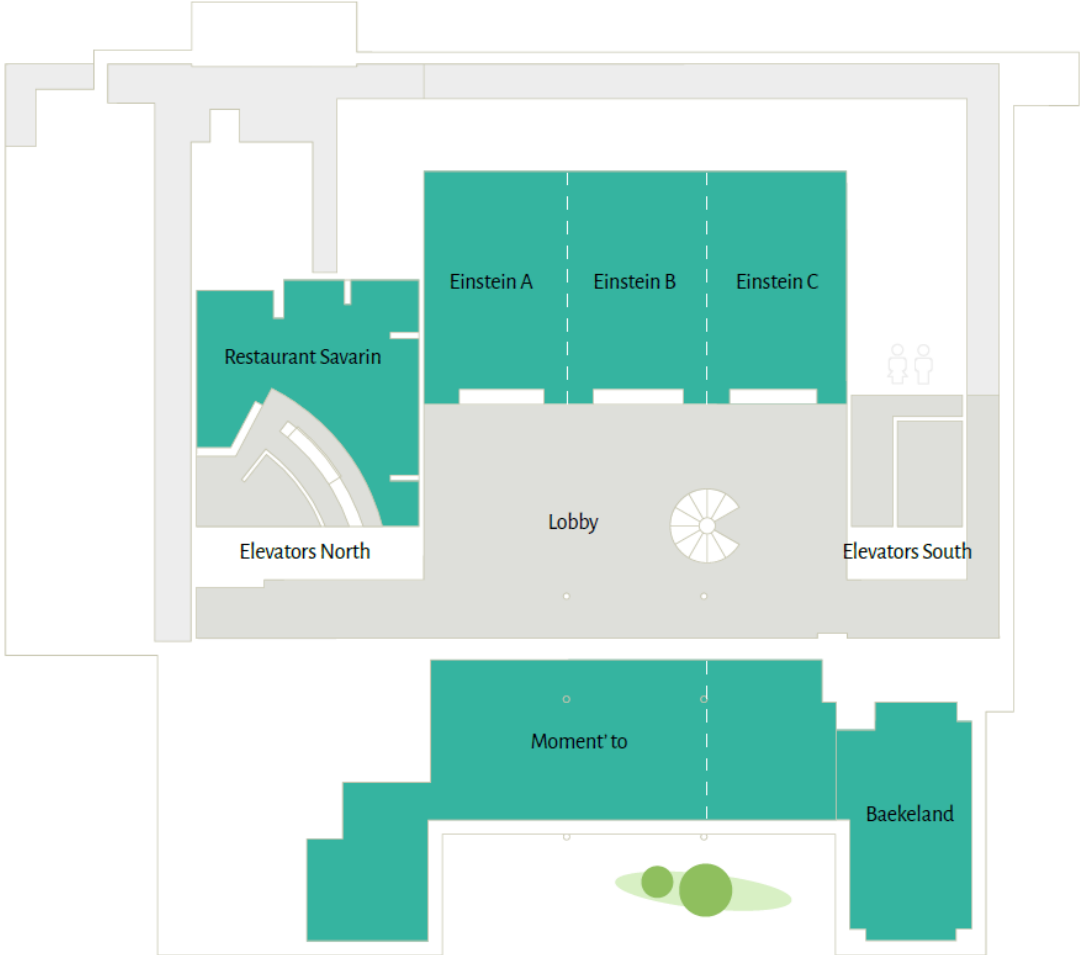 Einstein A
Einstein B
Einstein C
Restaurant Savarin
Lobby
Elevators North
Elevators South
Moment' to
Baekeland